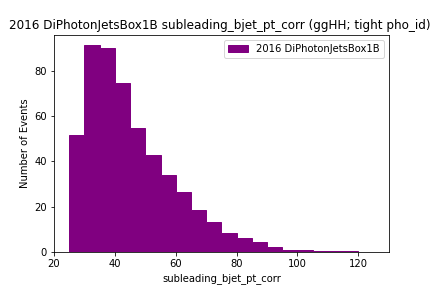 2016 DiPhotonJetsBox1B subleading_bjet_pt_corr (ggHH; tight pho_id)
2016 DiPhotonJetsBox1B
Number of Events
80
60
40
20
0
20 40 60 80 100 120
subleading_bjet_pt_corr